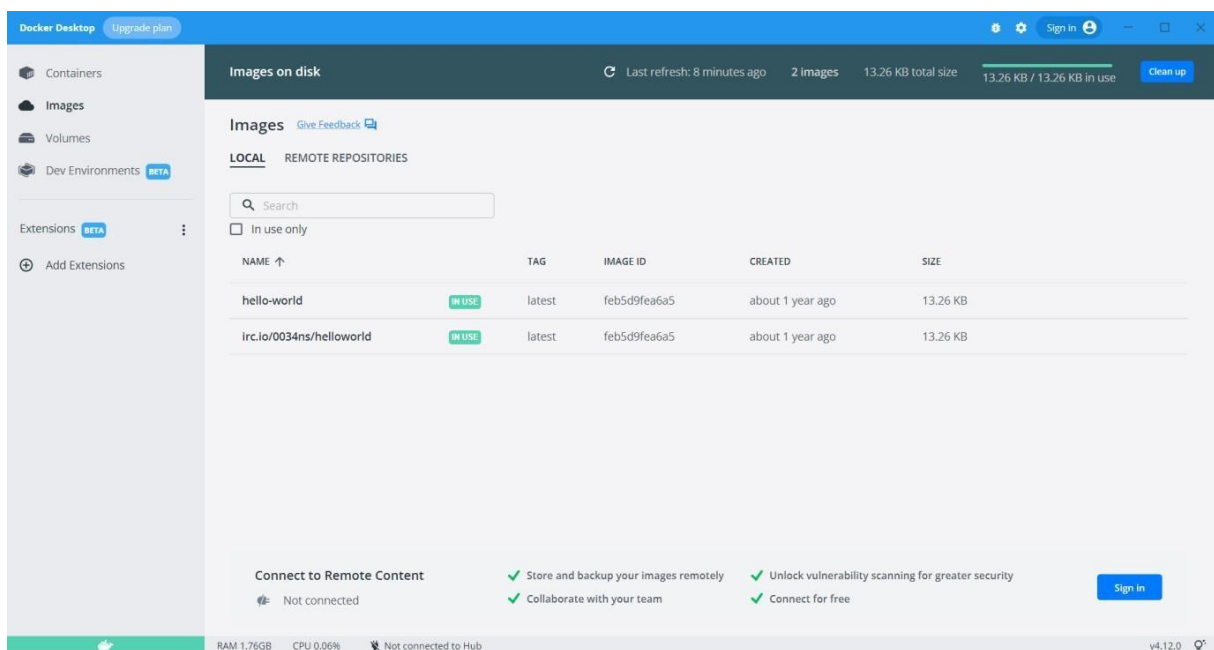 Docker Desktop Upgrade plan Sign in
Containers
Images
Volumes
Dev Environments BETA
Extensions BETA
Add Extensions
Images on disk Last refresh: 8 minutes ago 2 images 13.26 KB total size 13.26 KB / 13.26 KB in use Clean up
Images Give Feedback
LOCAL REMOTE REPOSITORIES
Search
In use only
NAME TAG IMAGE ID CREATED SIZE
hello-world IN USE latest feb5d9fea6a5 about 1 year ago 13.26 KB
irc.io/0034ns/helloworld IN USE latest feb5d9fea6a5 about 1 year ago 13.26 KB
Connect to Remote Content
Not connected
Store and backup your images remotely
Collaborate with your team
Unlock vulnerability scanning for greater security
Connect for free
Sign in
RAM 1.76GB CPU 0.06% Not connected to Hub v4.12.0